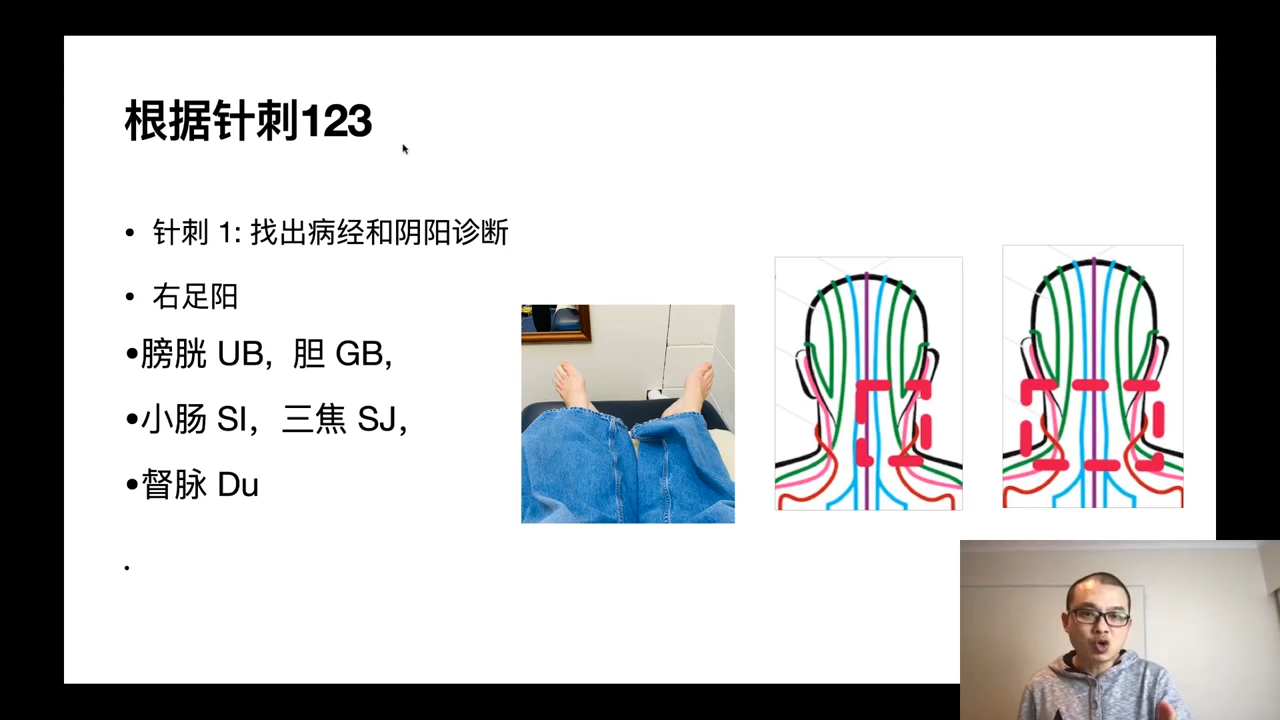 根据针刺123
• 针刺 1: 找出病经和阴阳诊断
• 右足阳
•膀胱 UB，胆 GB，
•小肠 SI，三焦 SJ，
•督脉 Du
•